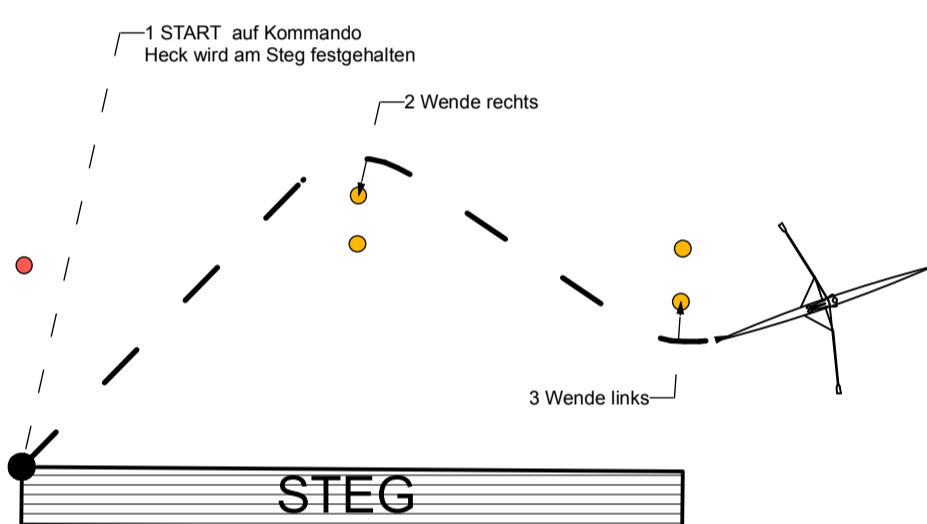 1 START auf Kommando
Heck wird am Steg festgehalten
2 Wende rechts
3 Wende links
STEG